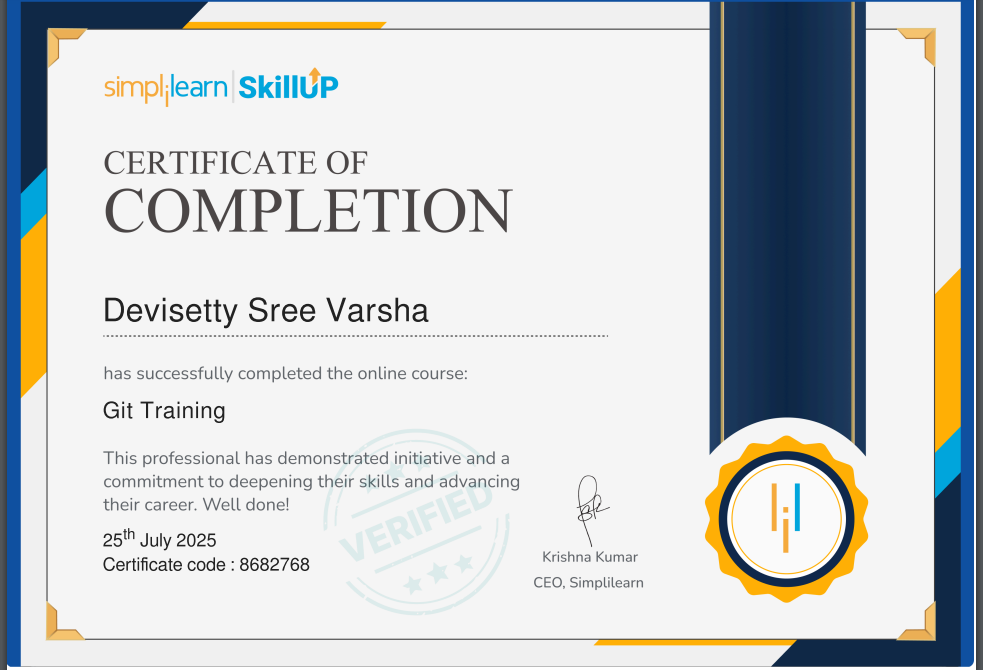 simplilearn | SkillUP
CERTIFICATE OF
COMPLETION
Devisetty Sree Varsha
has successfully completed the online course:
Git Training
This professional has demonstrated initiative and a
commitment to deepening their skills and advancing
their career. Well done!
VERIFIED
25th July 2025
Certificate code : 8682768
Krishna Kumar
CEO, Simplilearn